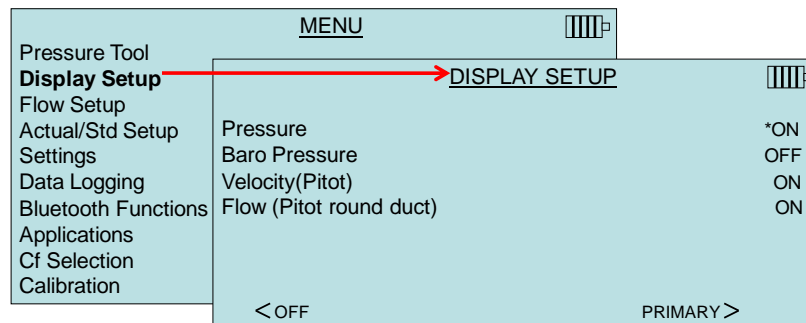 MENU
Pressure Tool
Display Setup
Flow Setup
Actual/Std Setup
Settings
Data Logging
Bluetooth Functions
Applications
Cf Selection
Calibration
DISPLAY SETUP
Pressure *ON
Baro Pressure OFF
Velocity(Pitot) ON
Flow (Pitot round duct) ON
<OFF PRIMARY>